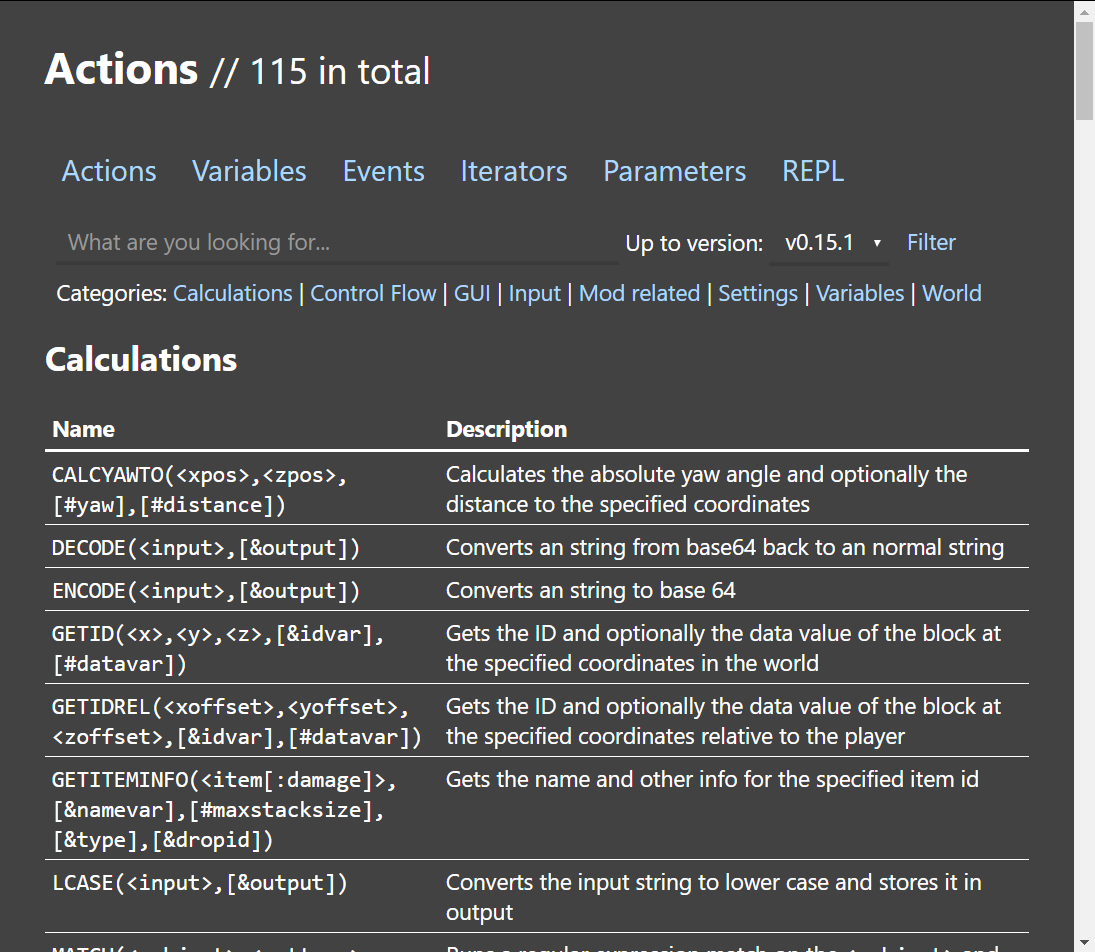 Actions // 115 in total
Actions Variables Events Iterators Parameters REPL
What are you looking for... Up to version: v0.15.1 Filter
Categories: Calculations | Control Flow | GUI | Input | Mod related | Settings | Variables | World
Calculations
Name Description
CALCYAWTO(<xpos>,<zpos>, Calculates the absolute yaw angle and optionally the
[#yaw],[#distance]) distance to the specified coordinates
DECODE(<input>,[&output]) Converts an string from base64 back to an normal string
ENCODE(<input>,[&output]) Converts an string to base 64
GETID(<x>,<y>,<z>,[&idvar], Gets the ID and optionally the data value of the block at
[#datavar]) the specified coordinates in the world
GETIDREL(<xoffset>,<yoffset>, Gets the ID and optionally the data value of the block at
<zoffset>,[&idvar],[#datavar]) the specified coordinates relative to the player
GETITEMINFO(<item[:damage]>, Gets the name and other info for the specified item id
[&namevar],[#maxstacksize],
[&type],[&dropid])
LCASE(<input>,[&output]) Converts the input string to lower case and stores it in
output